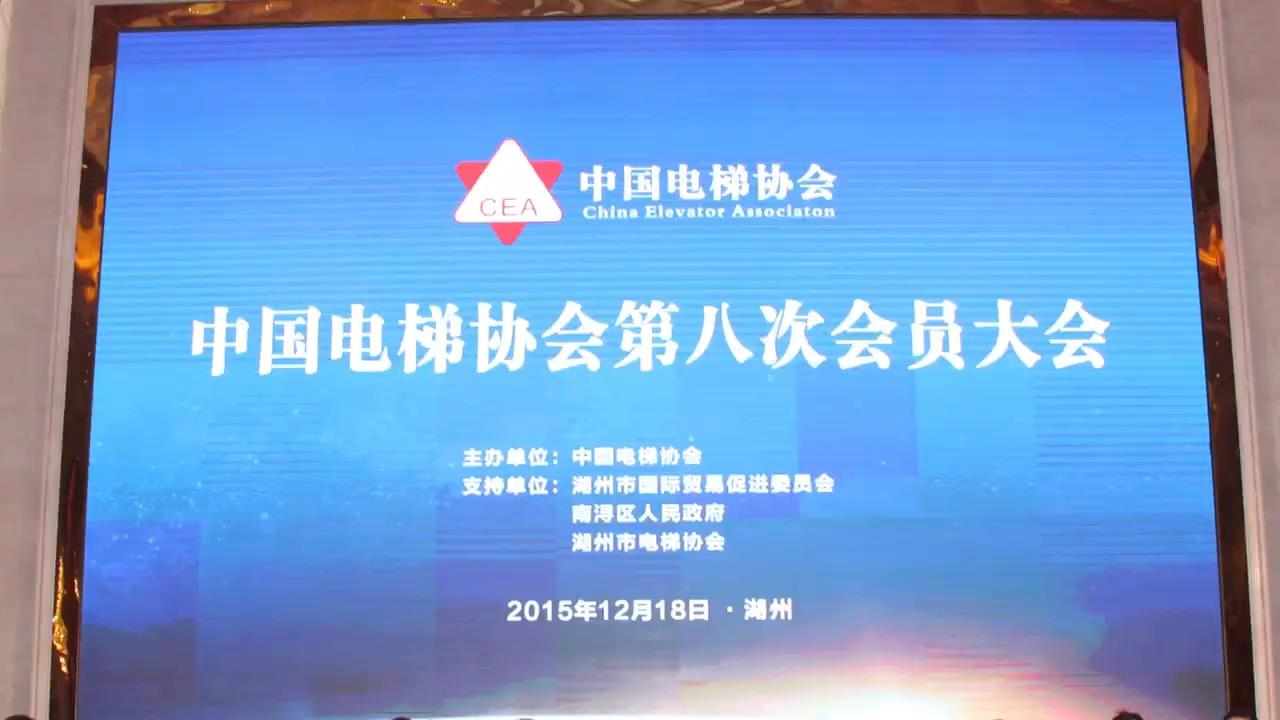 CEA
中国电梯协会
China Elevator Associaton
中国电梯协会第八次会员大会
主办单位：中国电梯协会
支持单位：湖州市国际贸易促进委员会
南浔区人民政府
湖州市电梯协会
2015年12月18日 · 湖州